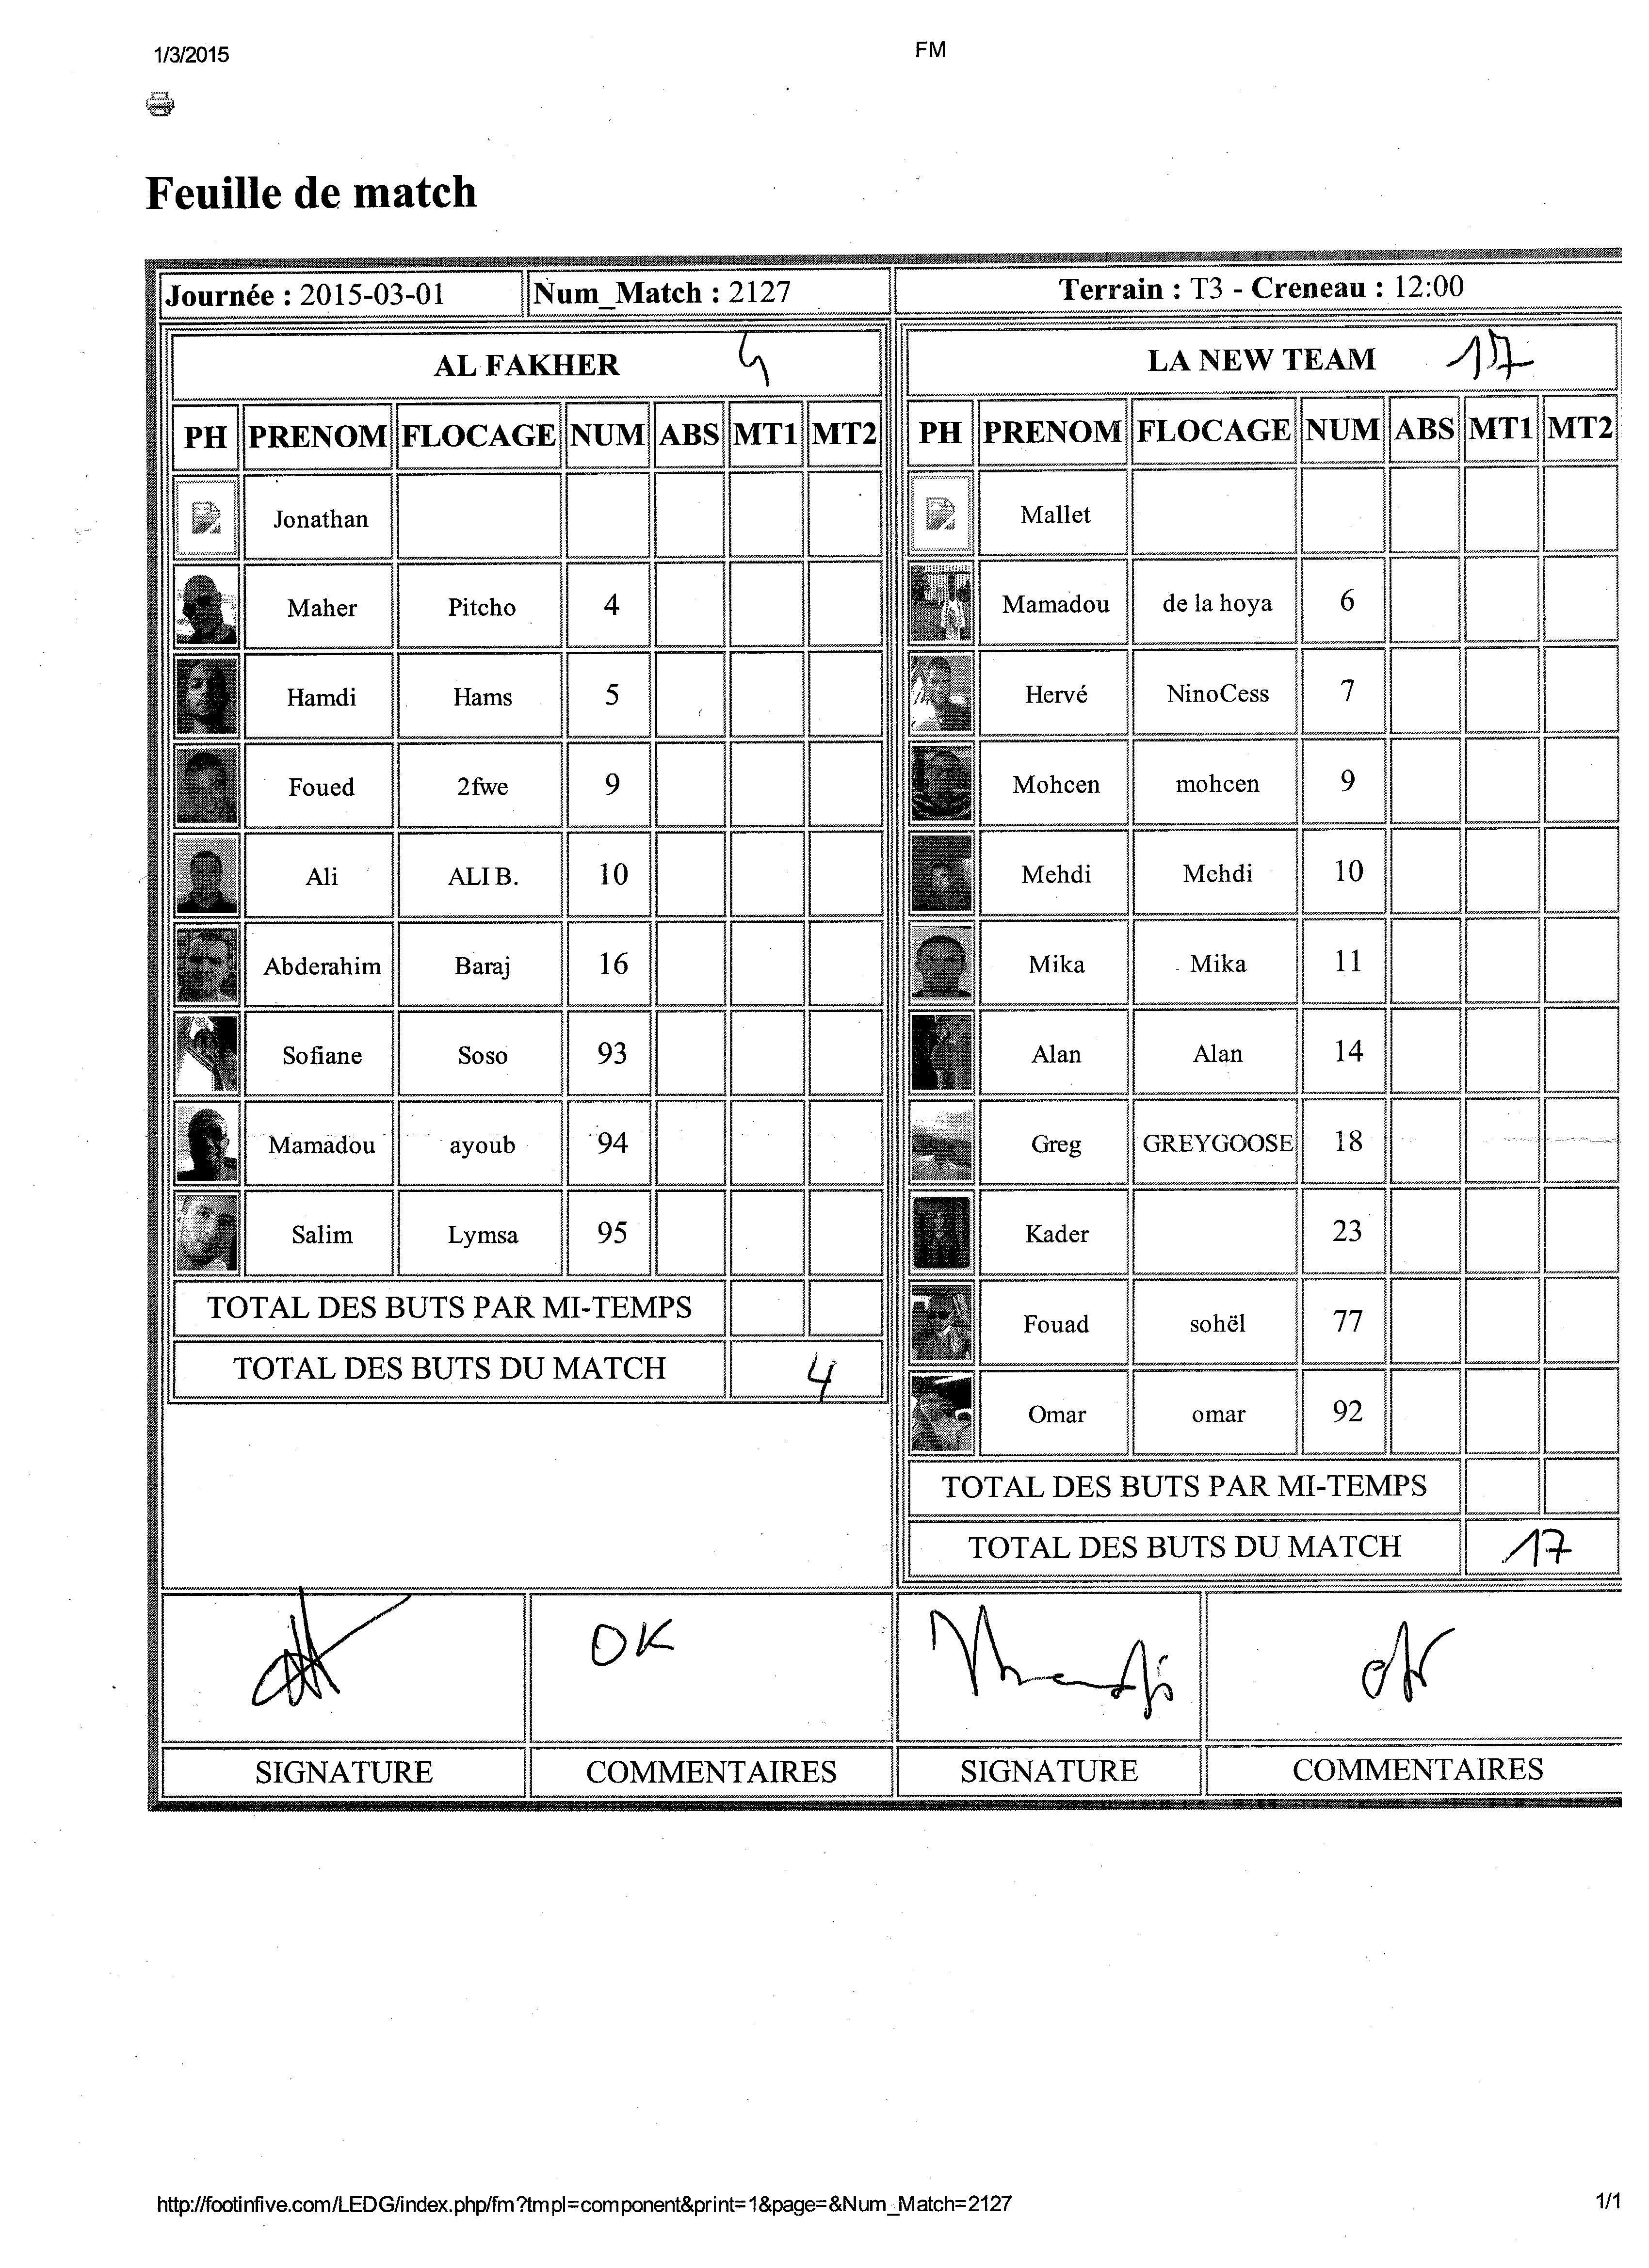 1/3/2015 FM
Feuille de match
Journée : 2015-03-01 Num_Match : 2127 Terrain : T3 - Creneau : 12:00
AL FAKHER 4
PH PRENOM FLOCAGE NUM ABS MT1 MT2
Jonathan
Maher Pitcho 4
Hamdi Hams 5
Foued 2fwe 9
Ali ALI B. 10
Abderahim Baraj 16
Sofiane Soso 93
Mamadou ayoub 94
Salim Lymsa 95
TOTAL DES BUTS PAR MI-TEMPS
TOTAL DES BUTS DU MATCH 4
LA NEW TEAM 17
PH PRENOM FLOCAGE NUM ABS MT1 MT2
Mallet
Mamadou de la hoya 6
Hervé NinoCess 7
Mohcen mohcen 9
Mehdi Mehdi 10
Mika Mika 11
Alan Alan 14
Greg GREYGOOSE 18
Kader 23
Fouad sohël 77
Omar omar 92
TOTAL DES BUTS PAR MI-TEMPS
TOTAL DES BUTS DU MATCH 17
OK
SIGNATURE COMMENTAIRES SIGNATURE COMMENTAIRES
http://footinfive.com/LEDG/index.php/fm?tmpl=component&print=1&page=&Num_Match=2127 1/1